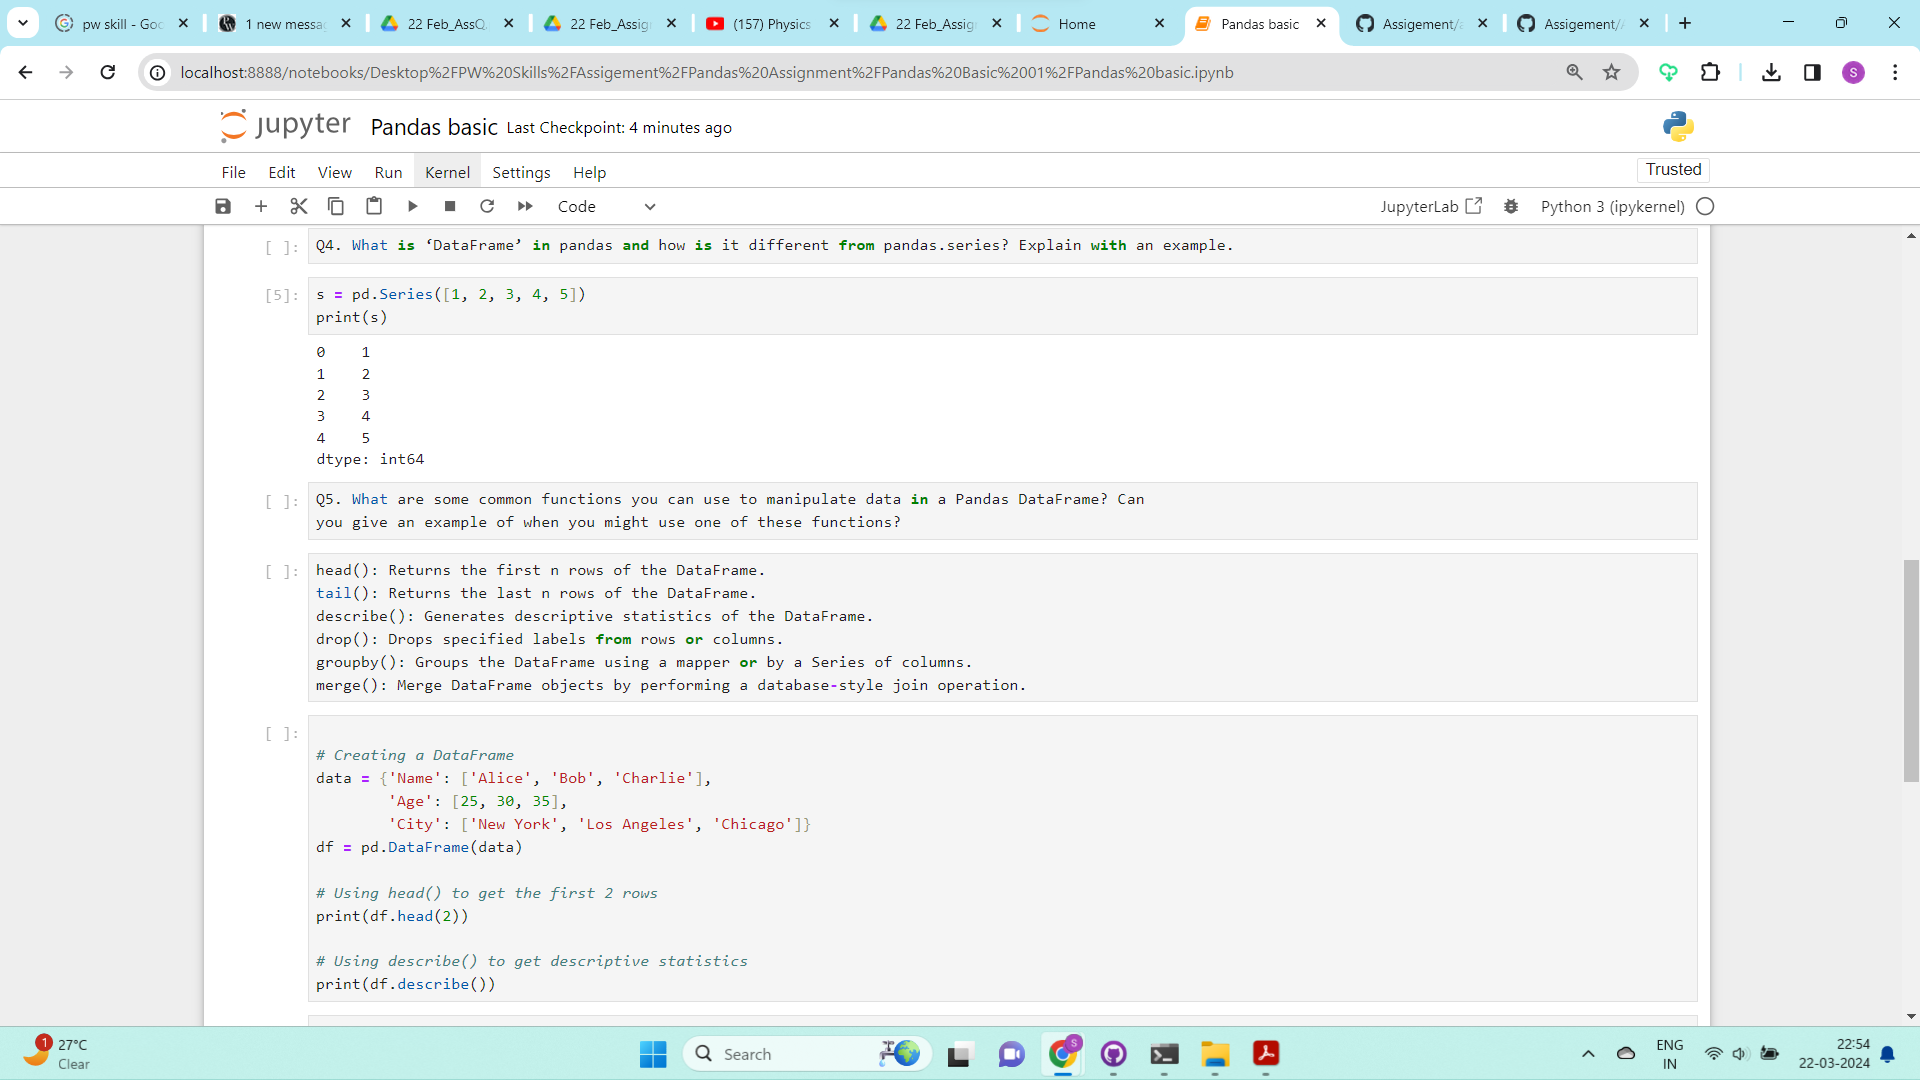 pw skill - Goo
1 new messa
22 Feb_AssQ
22 Feb_Assig
(157) Physics
22 Feb_Assig
Home
Pandas basic
Assigement/
Assigement/
localhost:8888/notebooks/Desktop%2FPW%20Skills%2FAssigement%2FPandas%20Assignment%2FPandas%20Basic%2001%2FPandas%20basic.ipynb
S
jupyter Pandas basic Last Checkpoint: 4 minutes ago
File Edit View Run Kernel Settings Help
Trusted
Code
JupyterLab
Python 3 (ipykernel)
[ ]: Q4. What is ‘DataFrame’ in pandas and how is it different from pandas.series? Explain with an example.
[5]: s = pd.Series([1, 2, 3, 4, 5])
print(s)
0 1
1 2
2 3
3 4
4 5
dtype: int64
[ ]: Q5. What are some common functions you can use to manipulate data in a Pandas DataFrame? Can
you give an example of when you might use one of these functions?
[ ]: head(): Returns the first n rows of the DataFrame.
tail(): Returns the last n rows of the DataFrame.
describe(): Generates descriptive statistics of the DataFrame.
drop(): Drops specified labels from rows or columns.
groupby(): Groups the DataFrame using a mapper or by a Series of columns.
merge(): Merge DataFrame objects by performing a database-style join operation.
[ ]:
# Creating a DataFrame
data = {'Name': ['Alice', 'Bob', 'Charlie'],
'Age': [25, 30, 35],
'City': ['New York', 'Los Angeles', 'Chicago']}
df = pd.DataFrame(data)
# Using head() to get the first 2 rows
print(df.head(2))
# Using describe() to get descriptive statistics
print(df.describe())
1
27°C
Clear
Search
S
ENG
IN
22:54
22-03-2024